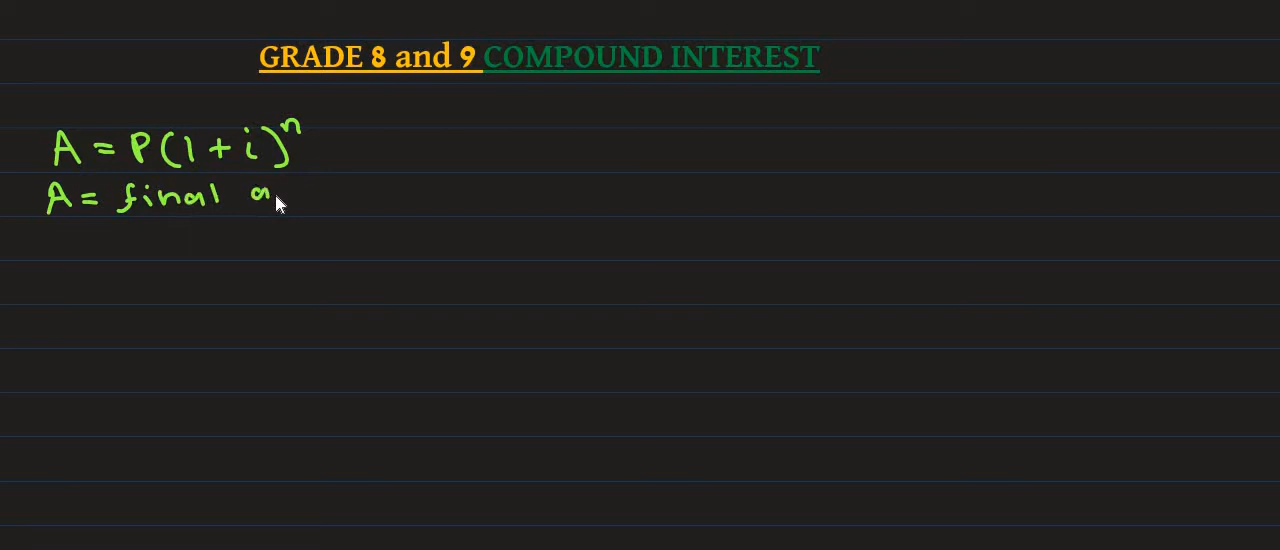 GRADE 8 and 9 COMPOUND INTEREST
A = P(1 + i)ⁿ
A = final a